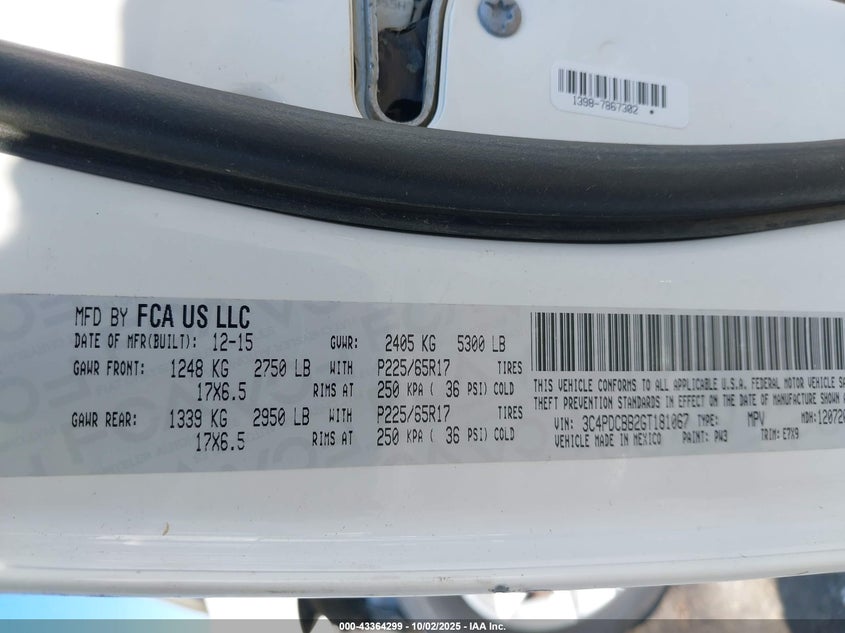 1398-7867302 *
MFD BY FCA US LLC
DATE OF MFR(BUILT): 12-15 GVWR: 2405 KG 5300 LB
GAWR FRONT: 1248 KG 2750 LB WITH P225/65R17 TIRES
17X6.5 RIMS AT 250 KPA ( 36 PSI) COLD
GAWR REAR: 1339 KG 2950 LB WITH P225/65R17 TIRES
17X6.5 RIMS AT 250 KPA ( 36 PSI) COLD
THIS VEHICLE CONFORMS TO ALL APPLICABLE U.S.A. FEDERAL MOTOR VEHICLE SA
THEFT PREVENTION STANDARDS IN EFFECT ON THE DATE OF MANUFACTURE SHOWN A
VIN: 3C4PDCBB2GT181067 TYPE: MPV MDH: 12072
VEHICLE MADE IN MEXICO PAINT: PW3 TRIM: E7X9
000-43364299 - 10/02/2025 - IAA Inc.